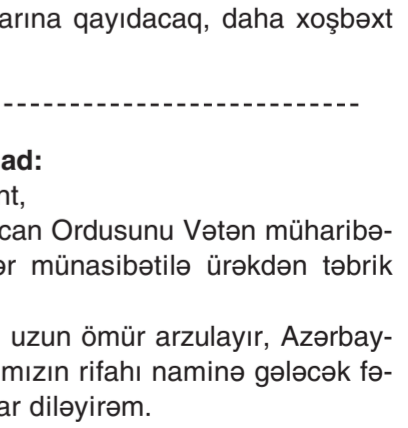 arına qayıdacaq, daha xoşbəxt
----------------------------
ad:
nt,
can Ordusunu Vətən müharibə-
ər münasibətilə ürəkdən təbrik
uzun ömür arzulayır, Azərbay-
mızın rifahı naminə gələcək fə-
ar diləyirəm.